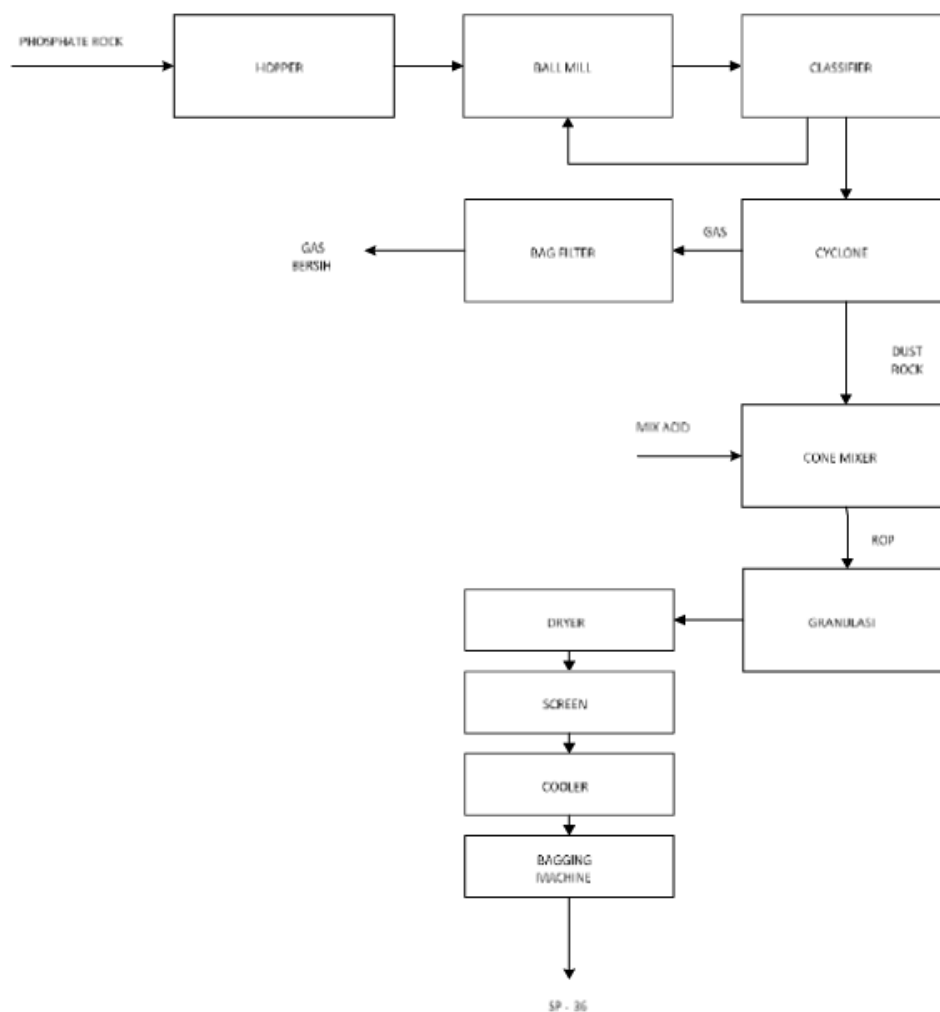 PHOSPHATE ROCK
HOPPER
BALL MILL
CLASSIFIER
GAS
BERSIH
BAG FILTER
GAS
CYCLONE
DUST
ROCK
MIX ACID
CONE MIXER
ROP
GRANULASI
DRYER
SCREEN
COOLER
BAGGING
MACHINE
SP - 36